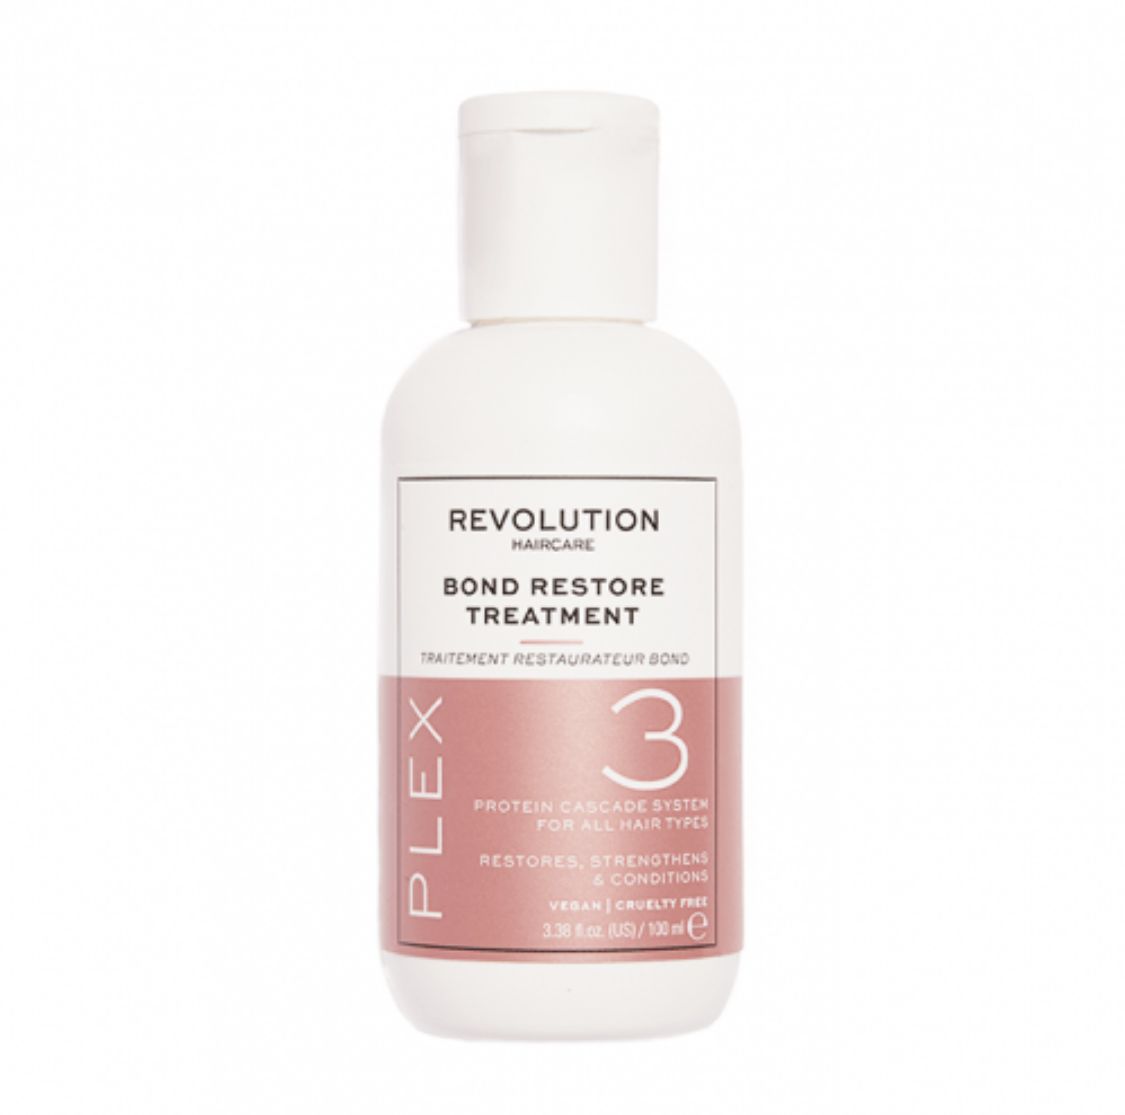 REVOLUTION
HAIRCARE
BOND RESTORE
TREATMENT
TRAITEMENT RESTAURATEUR BOND
PLEX
3
PROTEIN CASCADE SYSTEM
FOR ALL HAIR TYPES
RESTORES, STRENGTHENS
& CONDITIONS
VEGAN | CRUELTY FREE
3.38 fl.oz. (US) / 100 ml ℮